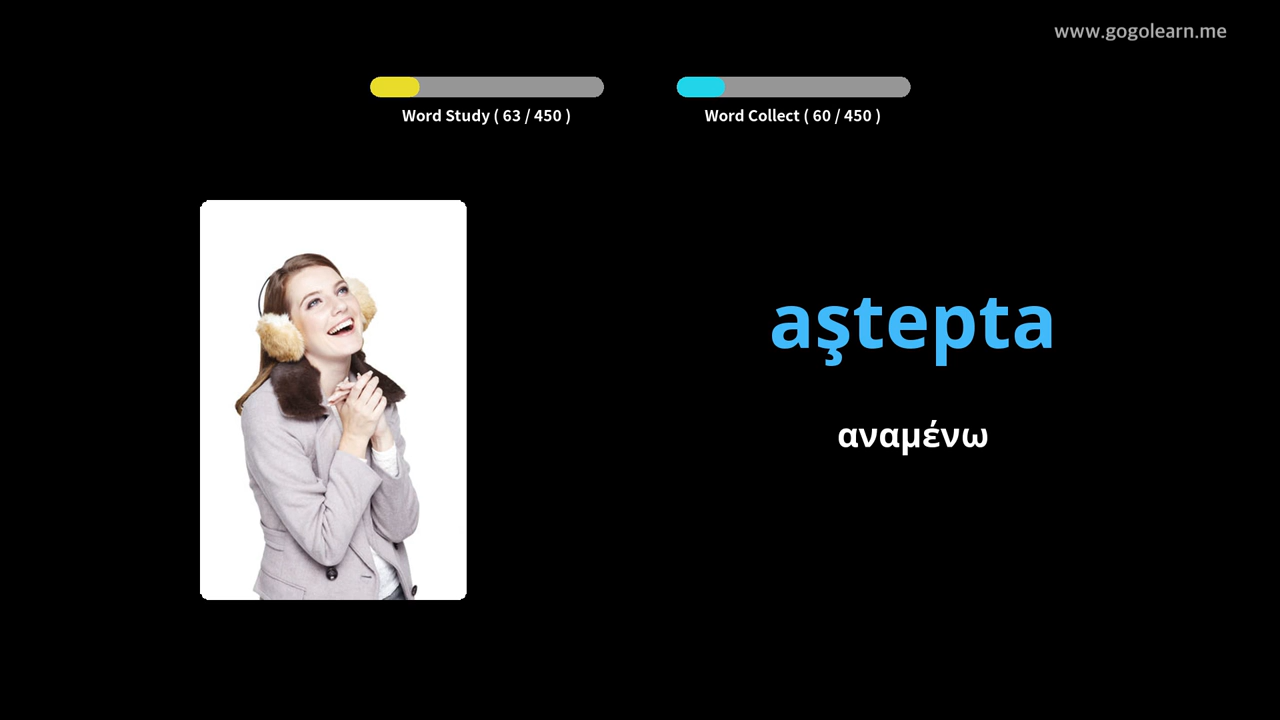 www.gogolearn.me
Word Study ( 63 / 450 )
Word Collect ( 60 / 450 )
aştepta
αναμένω